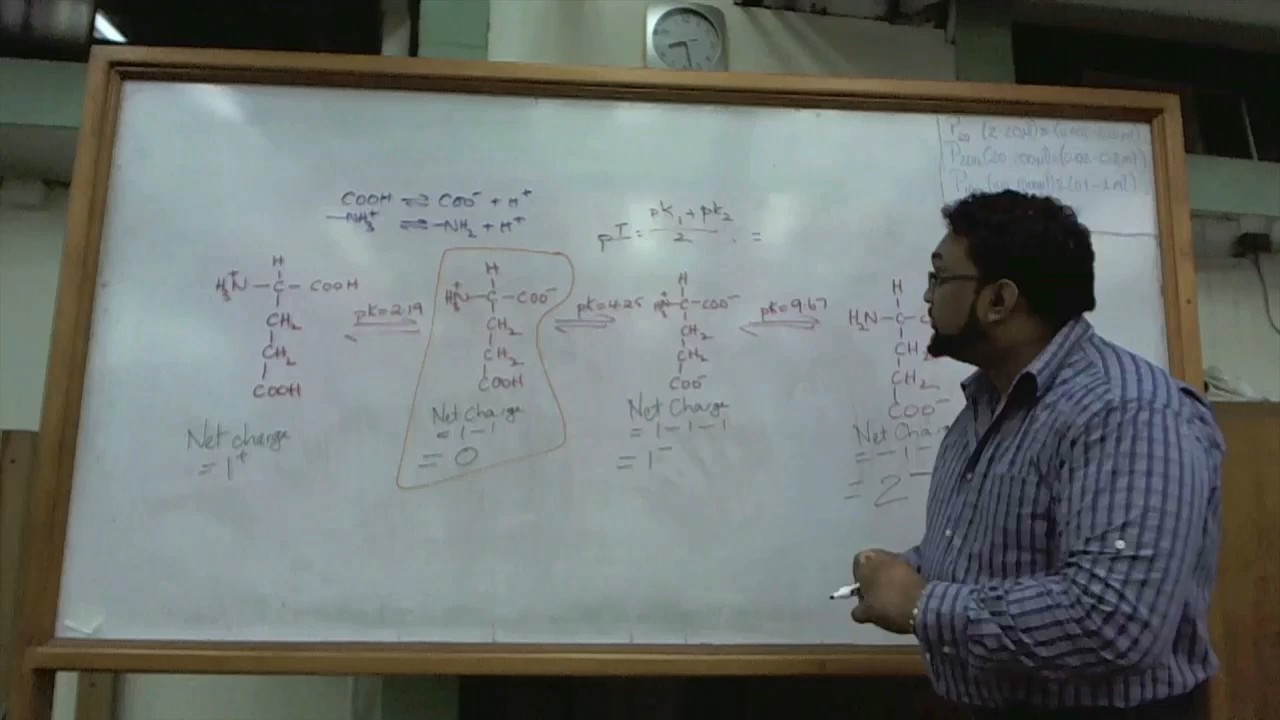 COOH ⇌ COO⁻ + H⁺
—NH₃⁺ ⇌ —NH₂ + H⁺
pI = pK₁ + pK₂ / 2 =
H
H₃N⁺ — C — COOH
CH₂
CH₂
COOH
Net charge
= 1⁺
pK=2.19
H
H₃N⁺ — C — COO⁻
CH₂
CH₂
COOH
Net Charge
= 1 - 1
= 0
pK=4.25
H
H₃N⁺ — C — COO⁻
CH₂
CH₂
COO⁻
Net Charge
= 1 - 1 - 1
= 1⁻
pK=9.67
H
H₂N — C —
CH₂
CH₂
COO⁻
Net
= - 1 -
= 2⁻